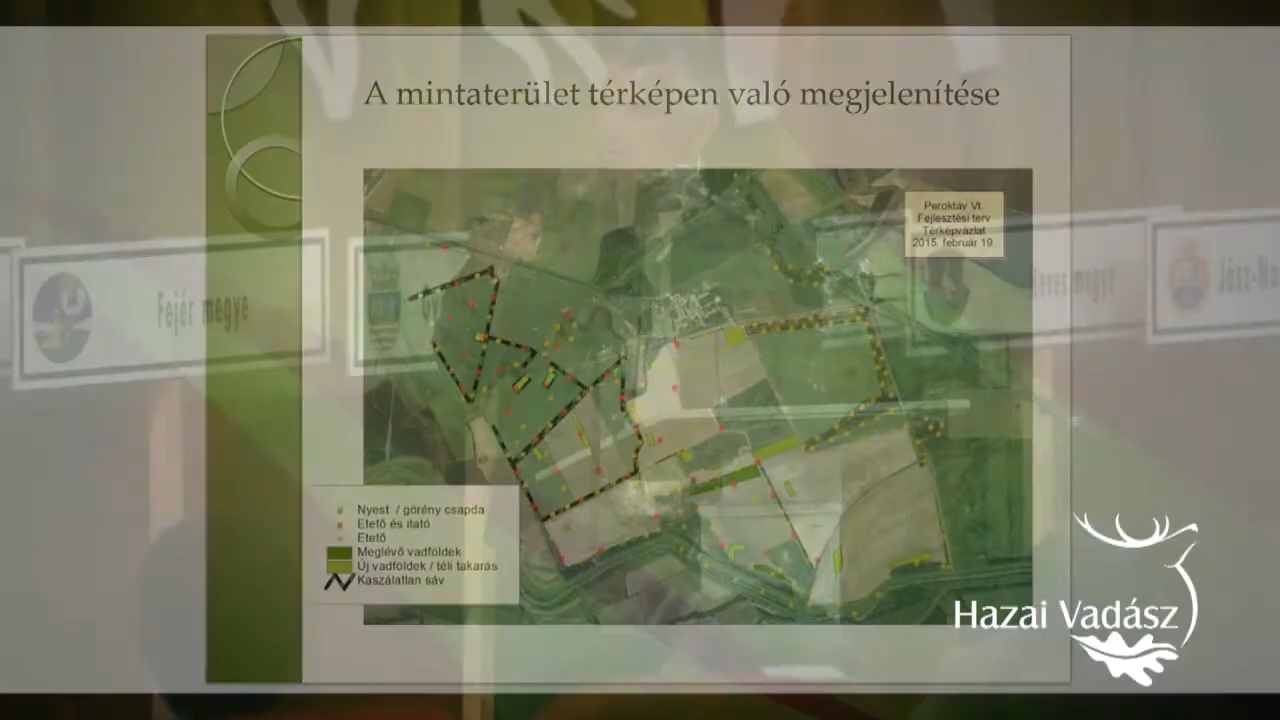 A mintaterület térképen való megjelenítése
Peroktáv Vt.
Fejlesztési terv
Térképvázlat
2015. február 19.
Fejér megye
Heves megye
Nyest / görény csapda
Etető és itató
Etető
Meglévő vadföldek
Új vadföldek / téli takarás
Kaszálatlan sáv
Hazai Vadász